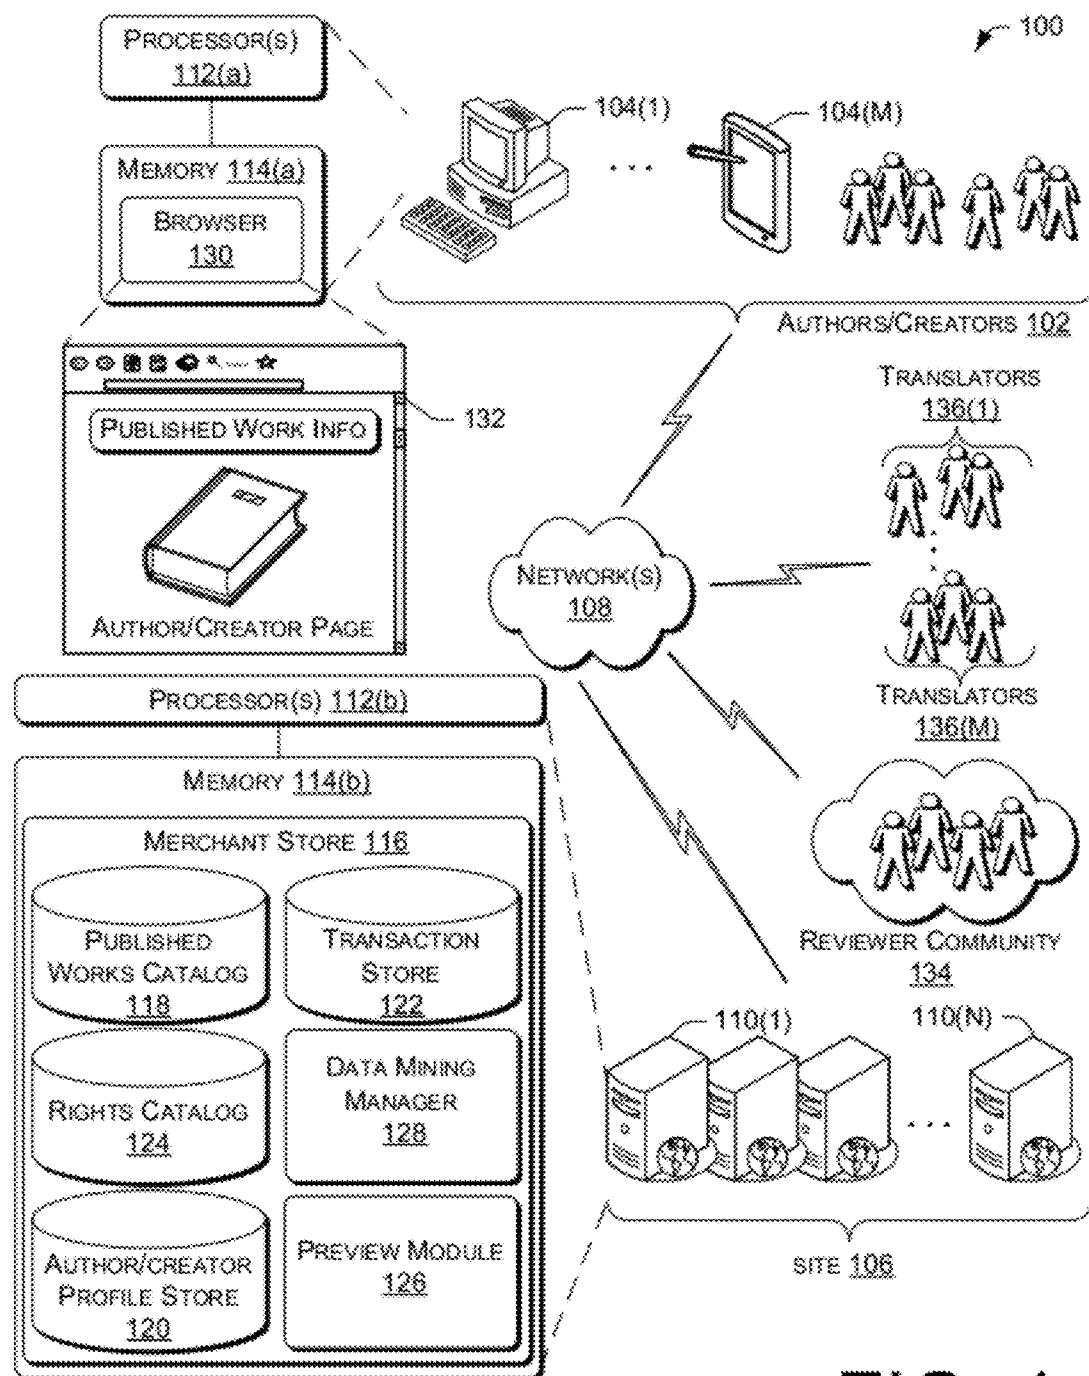 PROCESSOR(S)
112(a)
100
104(1)
104(M)
...
MEMORY 114(a)
BROWSER
130
AUTHORS/CREATORS 102
TRANSLATORS
136(1)
132
PUBLISHED WORK INFO
AUTHOR/CREATOR PAGE
NETWORK(S)
108
TRANSLATORS
136(M)
PROCESSOR(S) 112(b)
MEMORY 114(b)
MERCHANT STORE 116
PUBLISHED
WORKS CATALOG
118
TRANSACTION
STORE
122
REVIEWER COMMUNITY
134
110(1)
110(N)
...
RIGHTS CATALOG
124
DATA MINING
MANAGER
128
AUTHOR/CREATOR
PROFILE STORE
120
PREVIEW MODULE
126
SITE 106